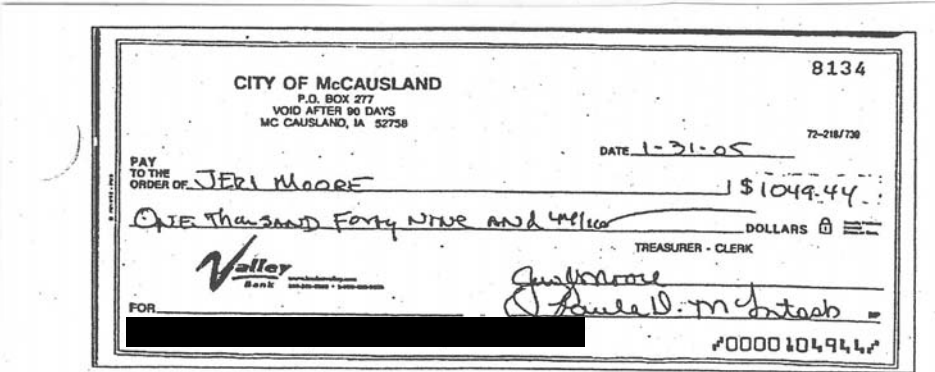 8134
CITY OF McCAUSLAND
P.O. BOX 277
VOID AFTER 90 DAYS
MC CAUSLAND, IA 52758
72-218/739
DATE 1-31-05
PAY
TO THE
ORDER OF JERI MOORE $1049.44
ONE ThouSAND Forty NINE AND 44/100 DOLLARS
TREASURER - CLERK
Valley
Bank
Paula D. McIntosh
FOR
⑈0000104944⑈